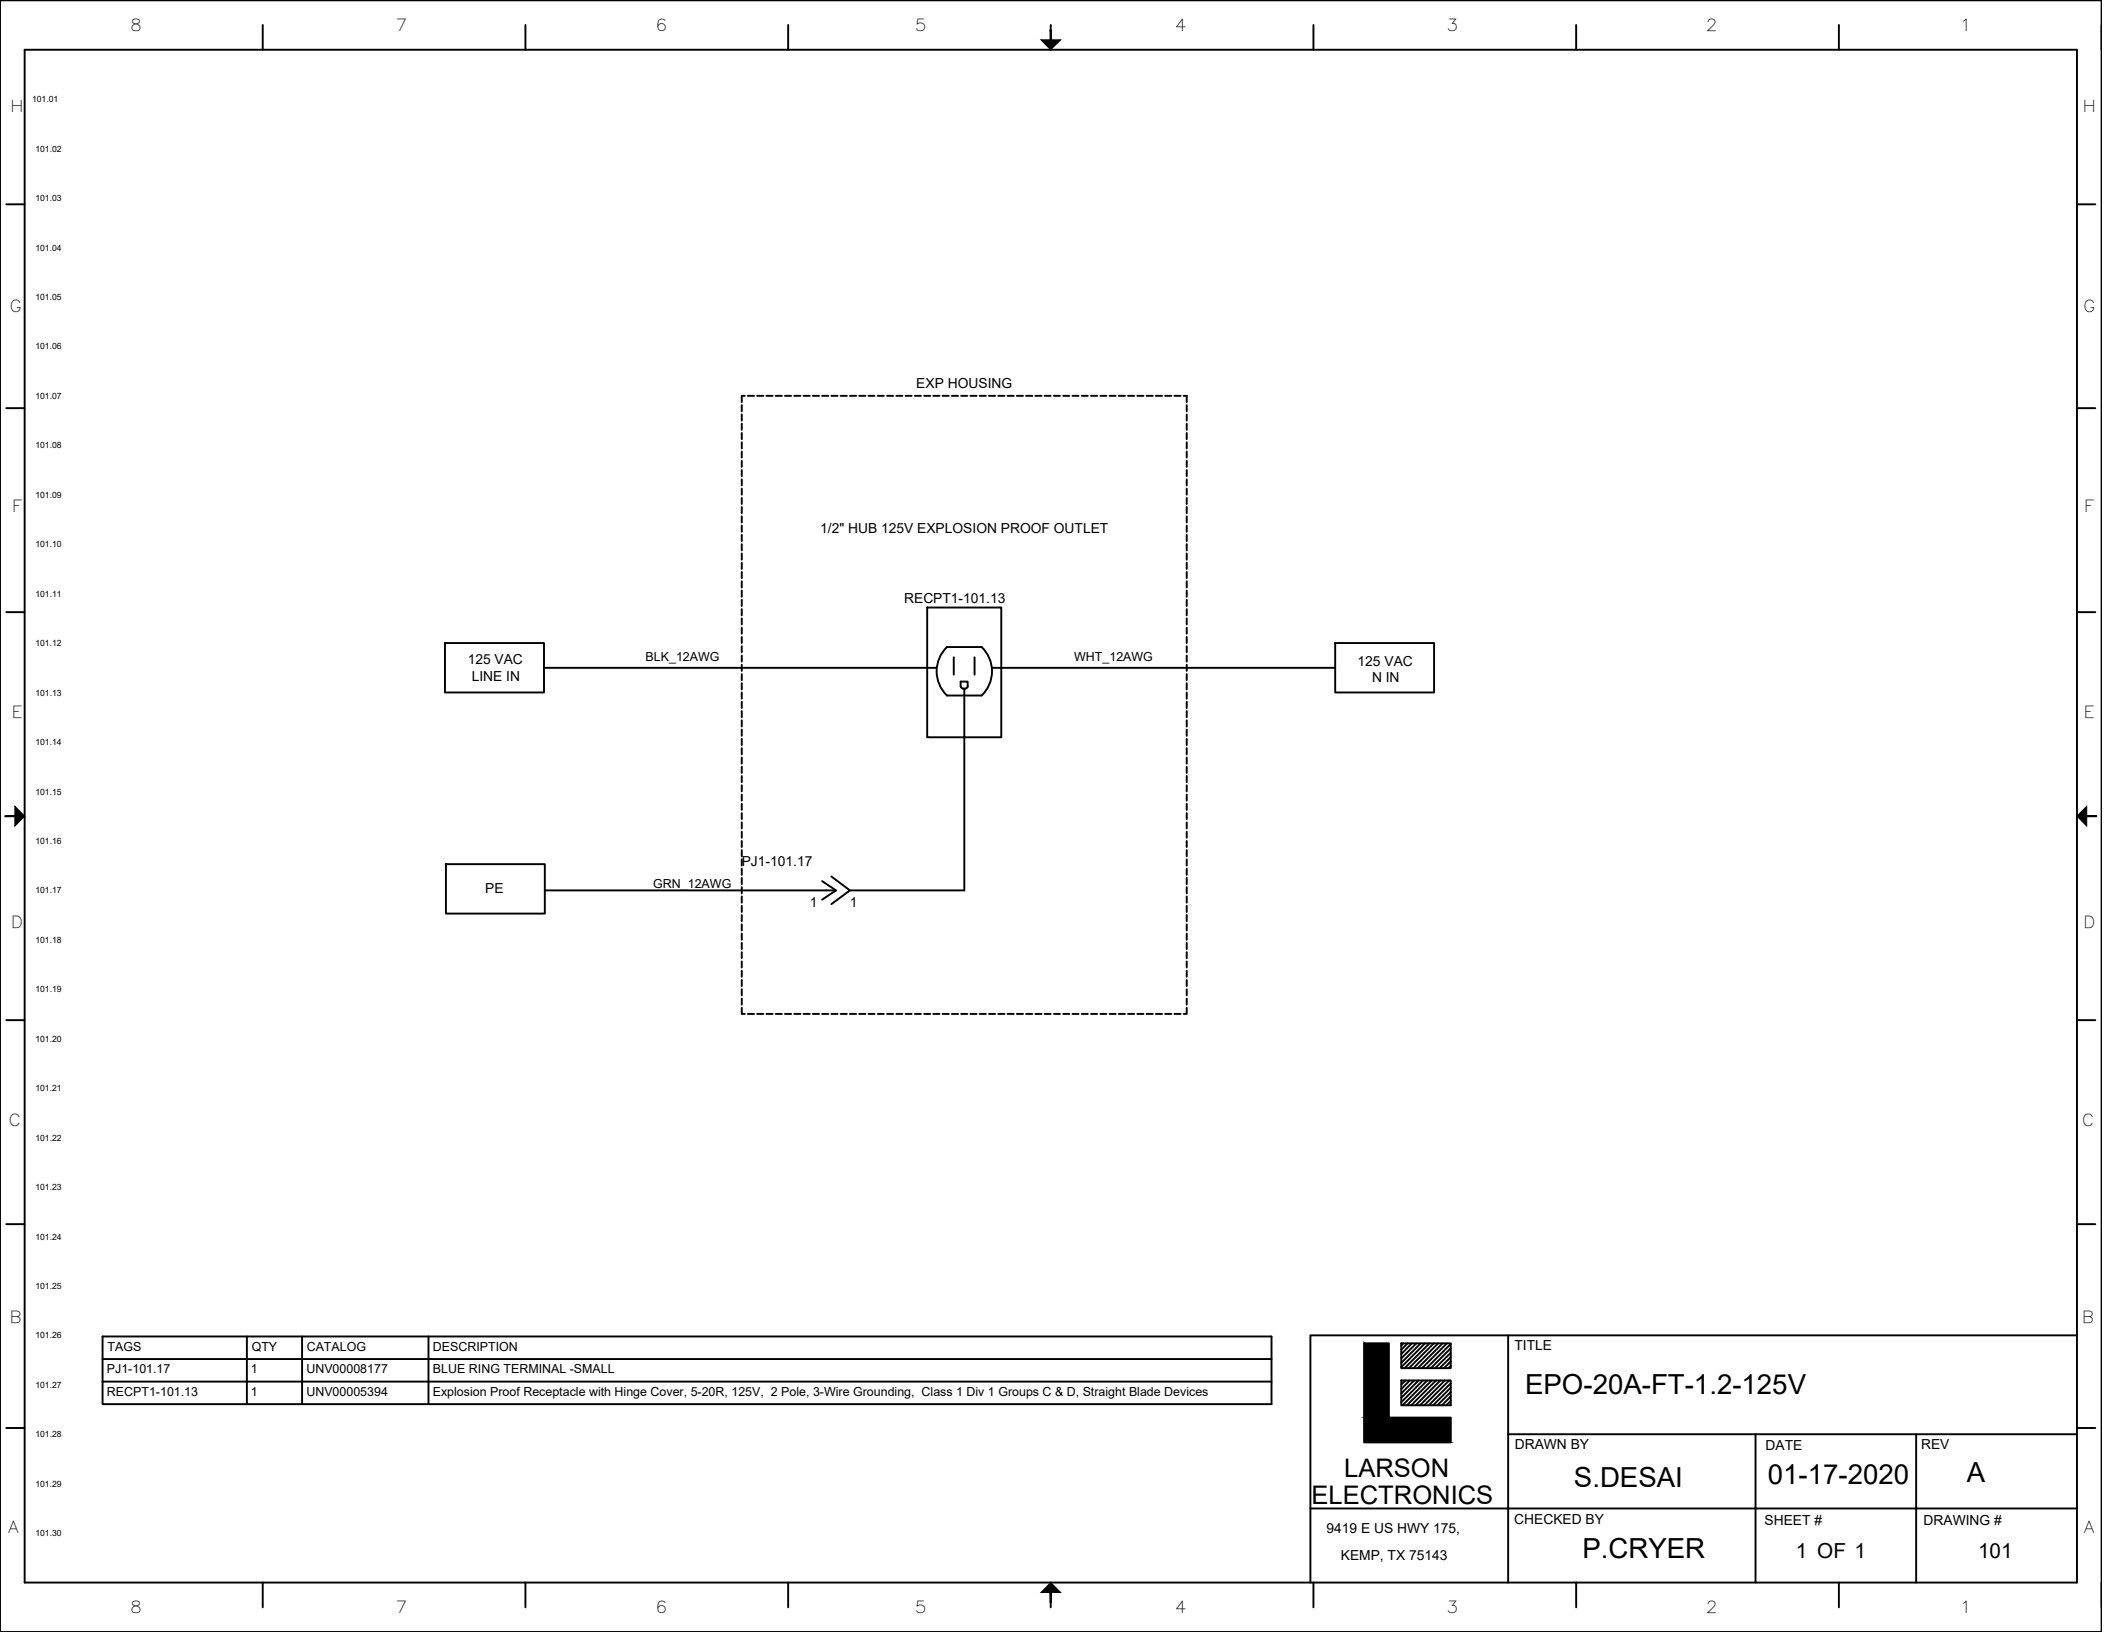 8 7 6 5 4 3 2 1
H
G
F
E
D
C
B
A
101.01
101.02
101.03
101.04
101.05
101.06
101.07
101.08
101.09
101.10
101.11
101.12
101.13
101.14
101.15
101.16
101.17
101.18
101.19
101.20
101.21
101.22
101.23
101.24
101.25
101.26
101.27
101.28
101.29
101.30
EXP HOUSING
1/2" HUB 125V EXPLOSION PROOF OUTLET
RECPT1-101.13
125 VAC
LINE IN
BLK_12AWG
WHT_12AWG
125 VAC
N IN
PE
GRN_12AWG
PJ1-101.17
1 1
TAGS QTY CATALOG DESCRIPTION
PJ1-101.17 1 UNV00008177 BLUE RING TERMINAL -SMALL
RECPT1-101.13 1 UNV00005394 Explosion Proof Receptacle with Hinge Cover, 5-20R, 125V, 2 Pole, 3-Wire Grounding, Class 1 Div 1 Groups C & D, Straight Blade Devices
LARSON
ELECTRONICS
9419 E US HWY 175,
KEMP, TX 75143
TITLE
EPO-20A-FT-1.2-125V
DRAWN BY
S.DESAI
DATE
01-17-2020
REV
A
CHECKED BY
P.CRYER
SHEET #
1 OF 1
DRAWING #
101
H
G
F
E
D
C
B
A
8 7 6 5 4 3 2 1